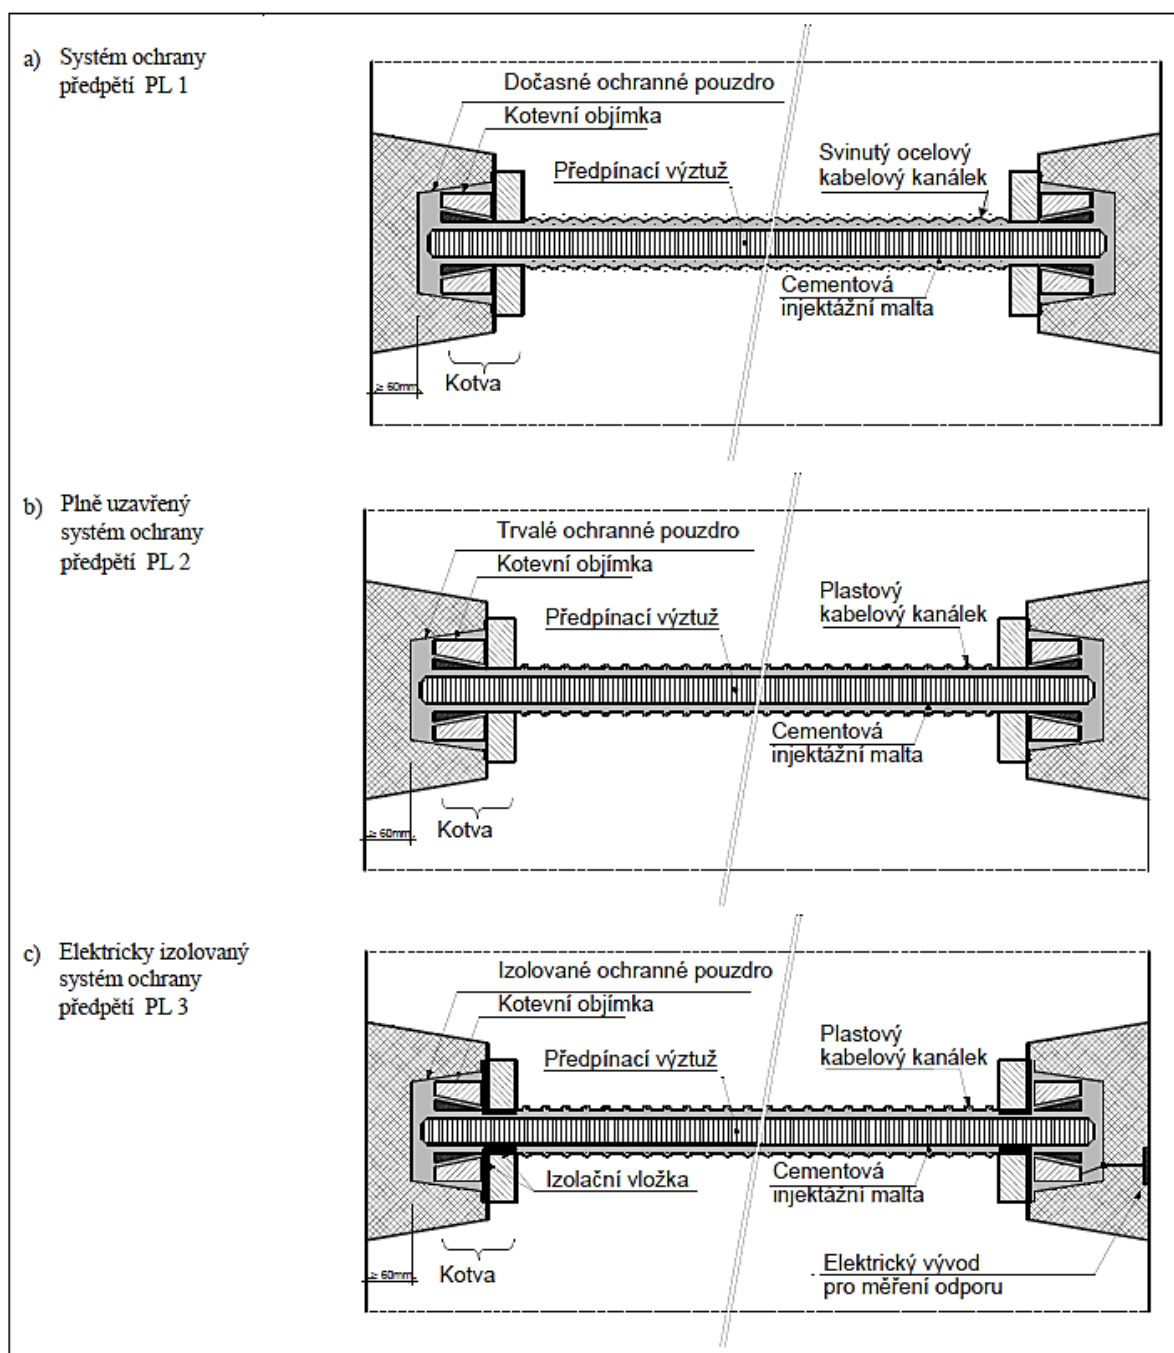 a) Systém ochrany
předpětí PL 1
Dočasné ochranné pouzdro
Kotevní objímka
Předpínací výztuž
Svinutý ocelový
kabelový kanálek
Cementová
injektážní malta
≥ 60mm
Kotva
b) Plně uzavřený
systém ochrany
předpětí PL 2
Trvalé ochranné pouzdro
Kotevní objímka
Předpínací výztuž
Plastový
kabelový kanálek
Cementová
injektážní malta
≥ 60mm
Kotva
c) Elektricky izolovaný
systém ochrany
předpětí PL 3
Izolované ochranné pouzdro
Kotevní objímka
Předpínací výztuž
Plastový
kabelový kanálek
Izolační vložka
Cementová
injektážní malta
≥ 60mm
Kotva
Elektrický vývod
pro měření odporu